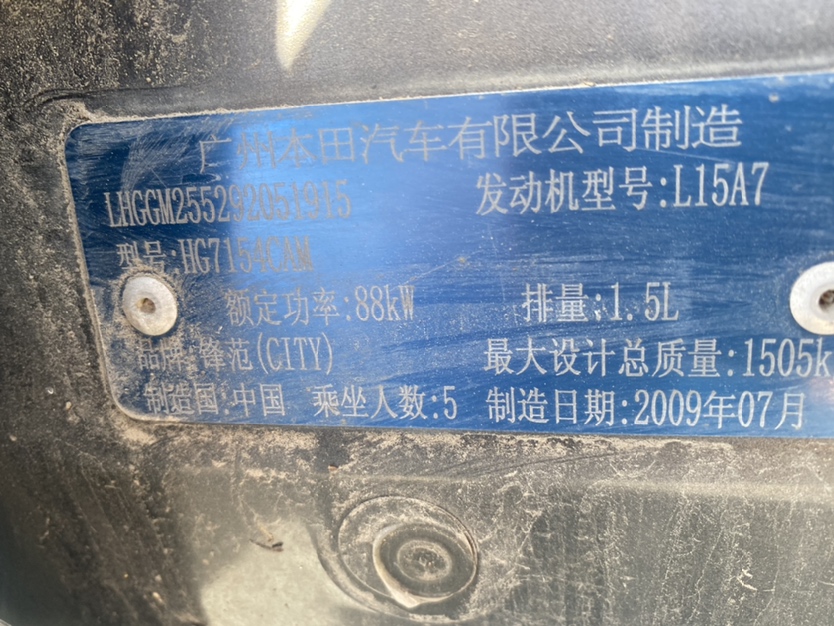 广州本田汽车有限公司制造
LHGGM255292051915 发动机型号:L15A7
型号:HG7154CAM
额定功率:88kW 排量:1.5L
品牌:锋范(CITY) 最大设计总质量:1505k
制造国:中国 乘坐人数:5 制造日期:2009年07月